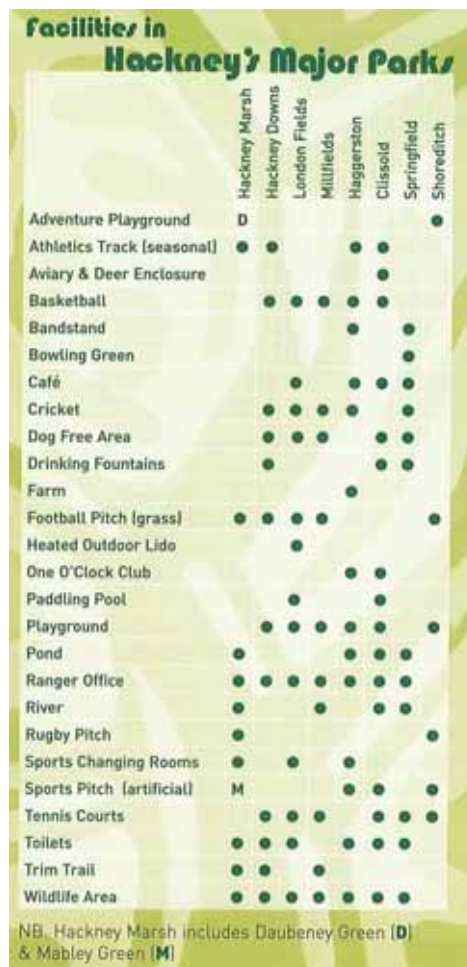 Facilities in
Hackney's Major Parks
Hackney Marsh
Hackney Downs
London Fields
Millfields
Haggerston
Clissold
Springfield
Shoreditch
Adventure Playground D
Athletics Track (seasonal)
Aviary & Deer Enclosure
Basketball
Bandstand
Bowling Green
Café
Cricket
Dog Free Area
Drinking Fountains
Farm
Football Pitch (grass)
Heated Outdoor Lido
One O'Clock Club
Paddling Pool
Playground
Pond
Ranger Office
River
Rugby Pitch
Sports Changing Rooms
Sports Pitch (artificial) M
Tennis Courts
Toilets
Trim Trail
Wildlife Area
NB. Hackney Marsh includes Daubeney Green (D)
& Mabley Green (M)